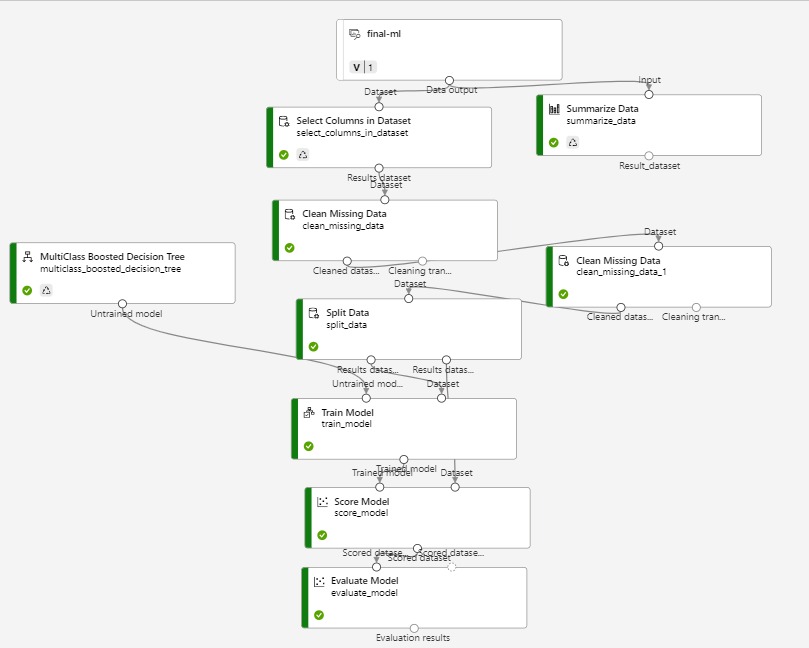 final-ml
V | 1
Data output
Dataset
Input
Select Columns in Dataset
select_columns_in_dataset
Results dataset
Summarize Data
summarize_data
Result_dataset
Dataset
Clean Missing Data
clean_missing_data
Cleaned datas...
Cleaning tran...
Dataset
Clean Missing Data
clean_missing_data_1
Cleaned datas...
Cleaning tran...
MultiClass Boosted Decision Tree
multiclass_boosted_decision_tree
Untrained model
Dataset
Split Data
split_data
Results datas...
Results datas...
Untrained mod...
Dataset
Train Model
train_model
Trained model
Trained model
Dataset
Score Model
score_model
Scored dataset
Scored datase...
Scored datase...
Evaluate Model
evaluate_model
Evaluation results